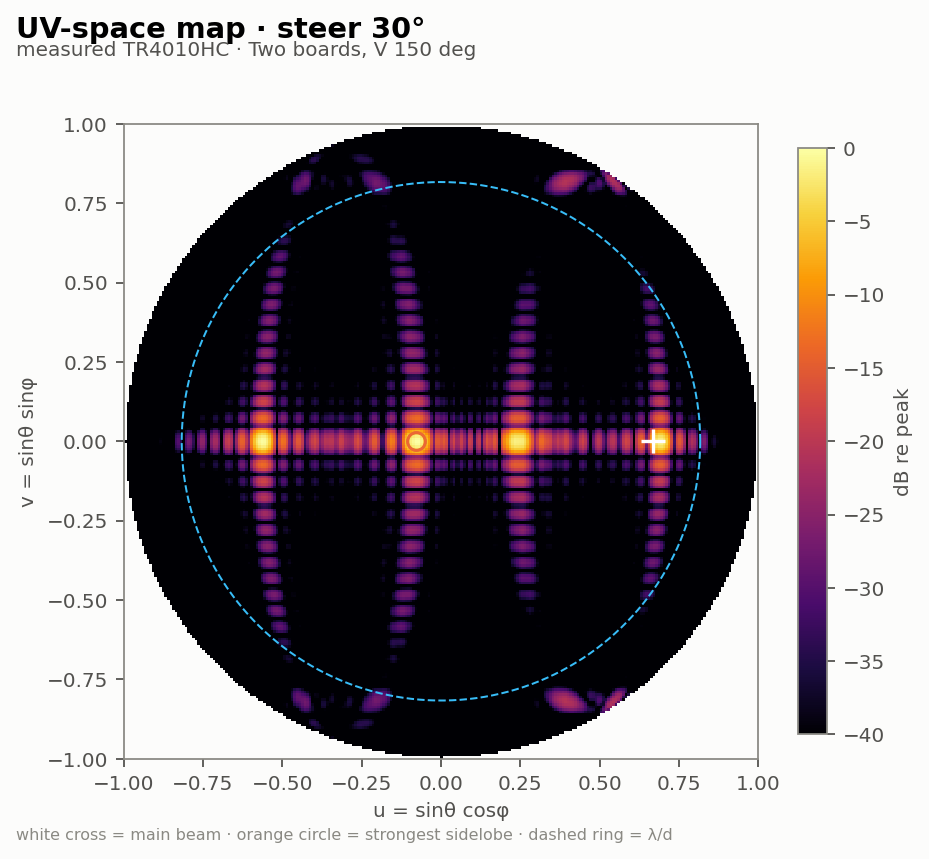 UV-space map · steer 30°
measured TR4010HC · Two boards, V 150 deg
1.00
0.75
0.50
0.25
0.00
−0.25
−0.50
−0.75
−1.00
v = sinθ sinφ
−1.00 −0.75 −0.50 −0.25 0.00 0.25 0.50 0.75 1.00
u = sinθ cosφ
0
−5
−10
−15
−20
−25
−30
−35
−40
dB re peak
white cross = main beam · orange circle = strongest sidelobe · dashed ring = λ/d